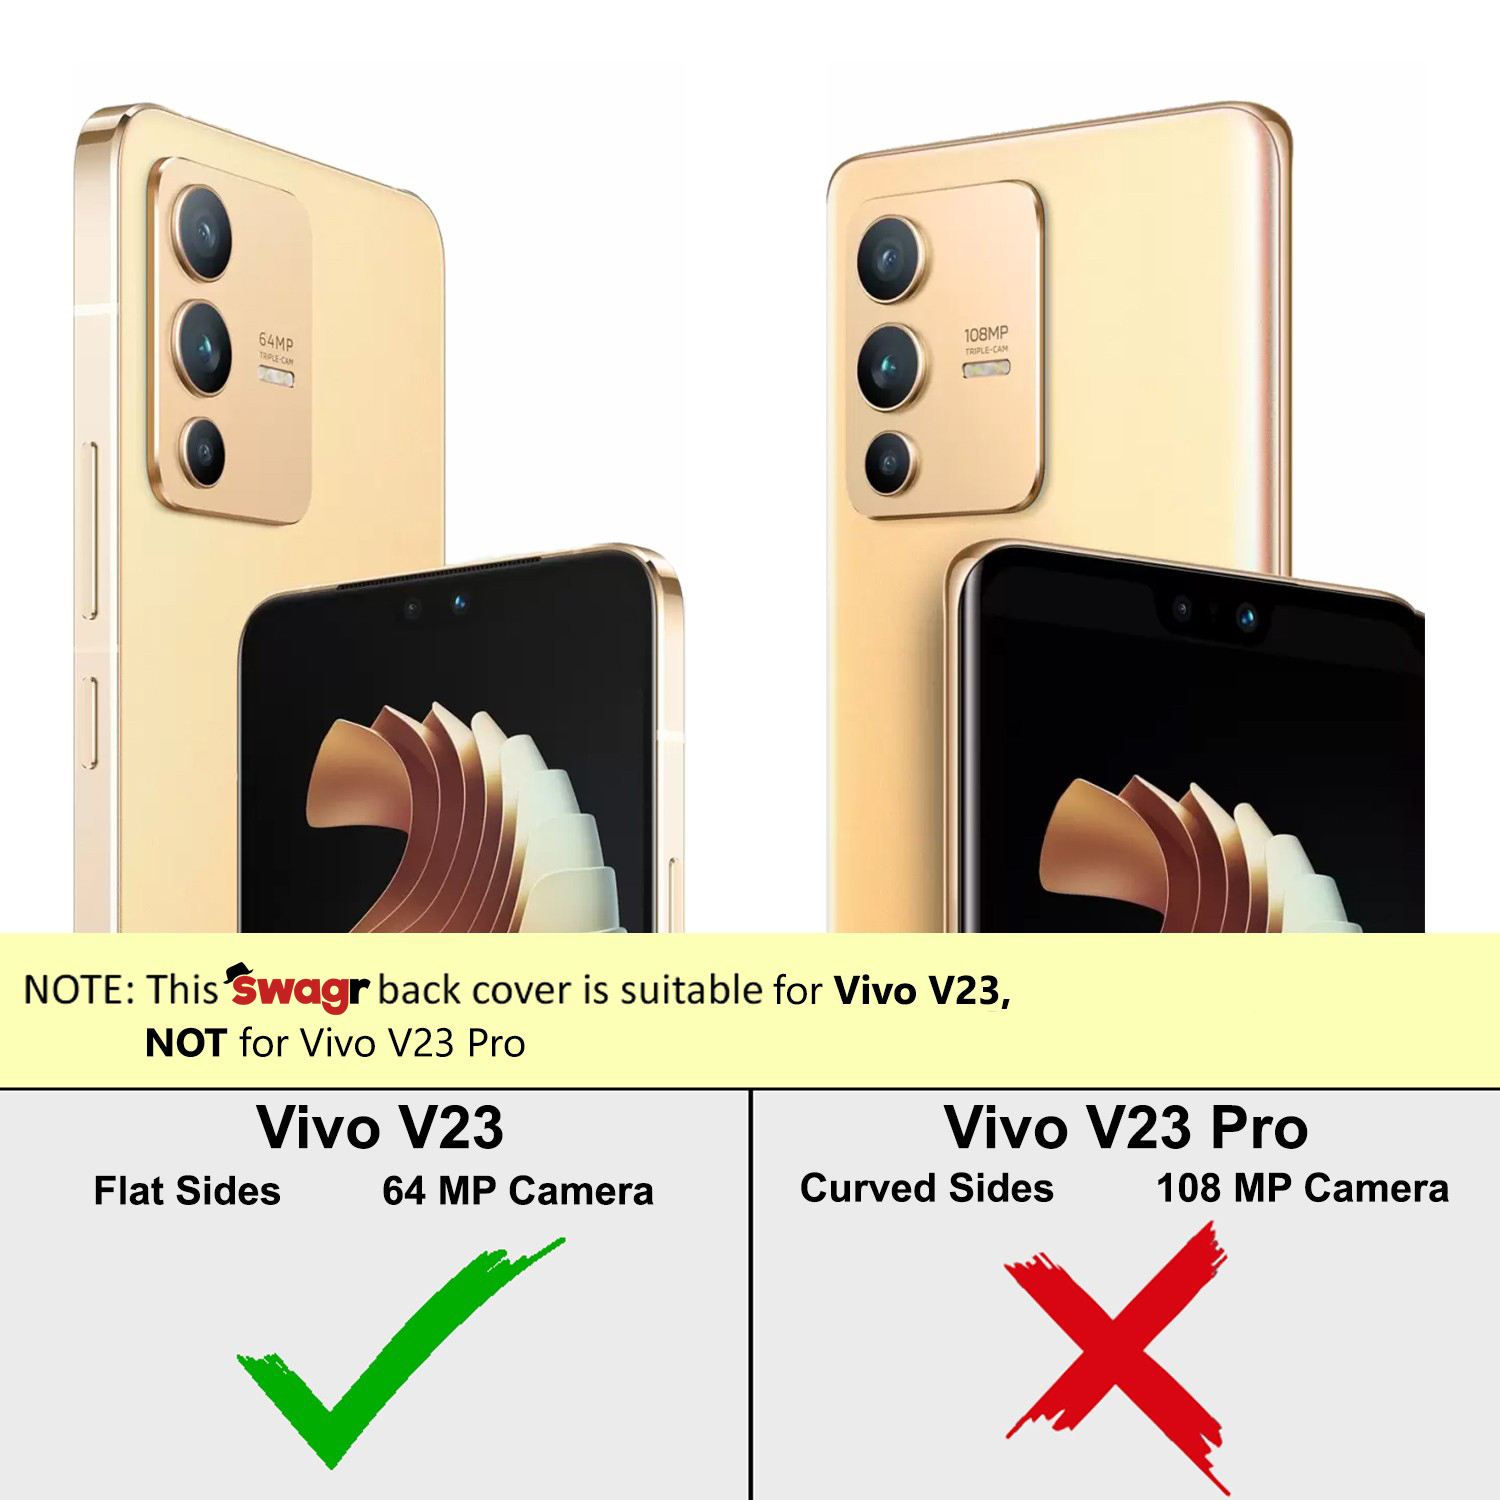 64MP
TRIPLE-CAM
108MP
TRIPLE-CAM
NOTE: This Swagr back cover is suitable for Vivo V23,
NOT for Vivo V23 Pro
Vivo V23
Flat Sides 64 MP Camera
Vivo V23 Pro
Curved Sides 108 MP Camera